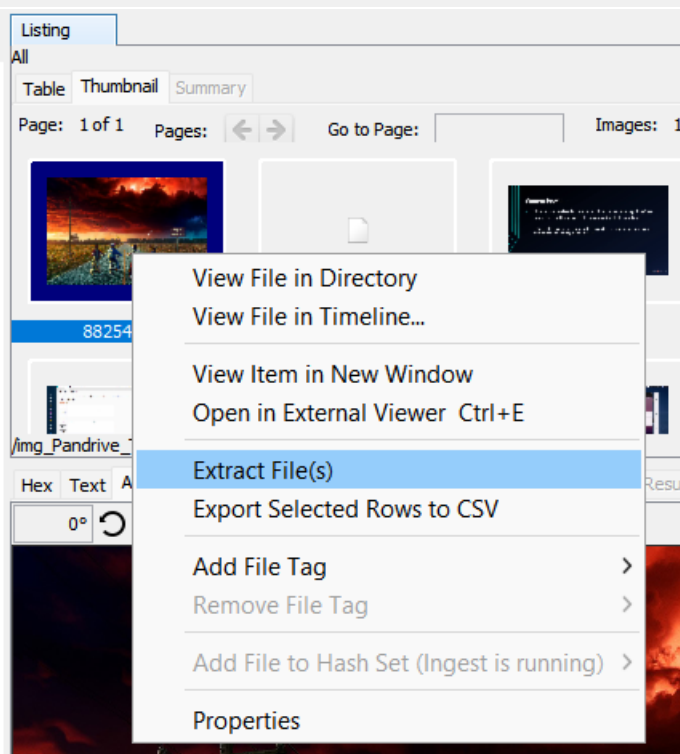 Listing
All
Table Thumbnail Summary
Page: 1 of 1 Pages: Go to Page: Images: 1
88254
/img_Pandrive_
Hex Text A Resu
0°
View File in Directory
View File in Timeline...
View Item in New Window
Open in External Viewer Ctrl+E
Extract File(s)
Export Selected Rows to CSV
Add File Tag
Remove File Tag
Add File to Hash Set (Ingest is running)
Properties